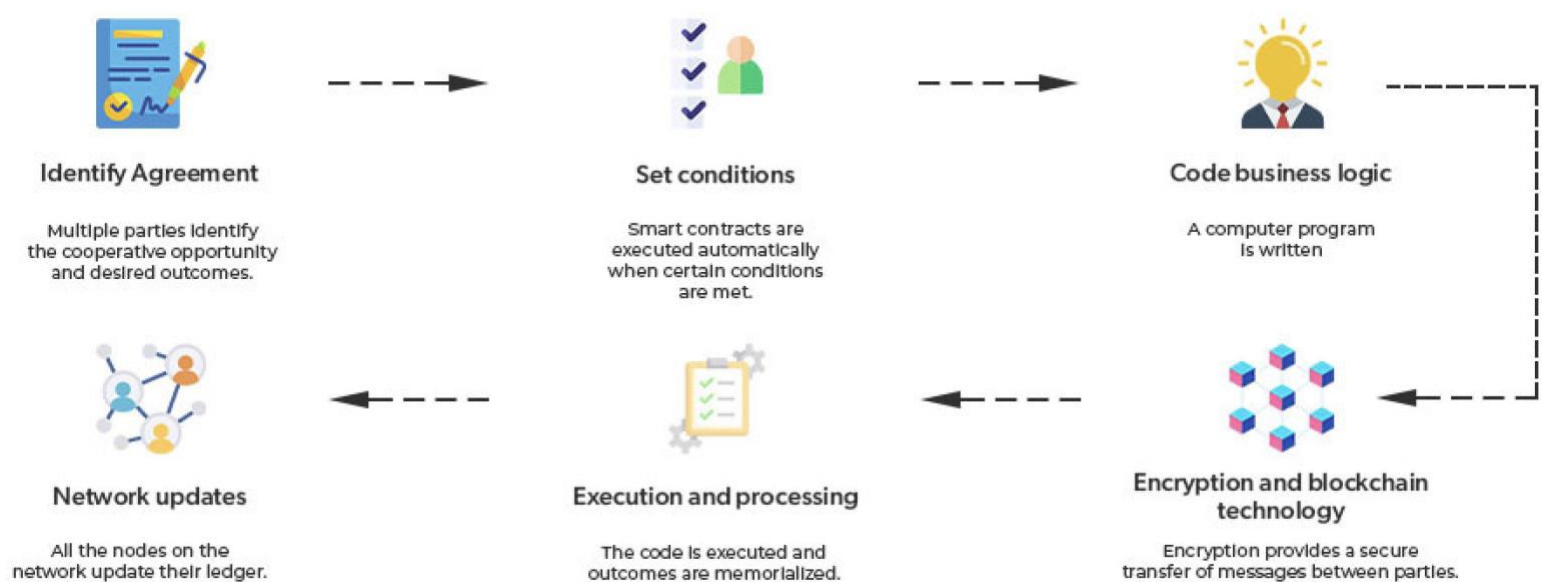 Identify Agreement
Multiple parties identify
the cooperative opportunity
and desired outcomes.
Set conditions
Smart contracts are
executed automatically
when certain conditions
are met.
Code business logic
A computer program
is written
Encryption and blockchain
technology
Encryption provides a secure
transfer of messages between parties.
Execution and processing
The code is executed and
outcomes are memorialized.
Network updates
All the nodes on the
network update their ledger.